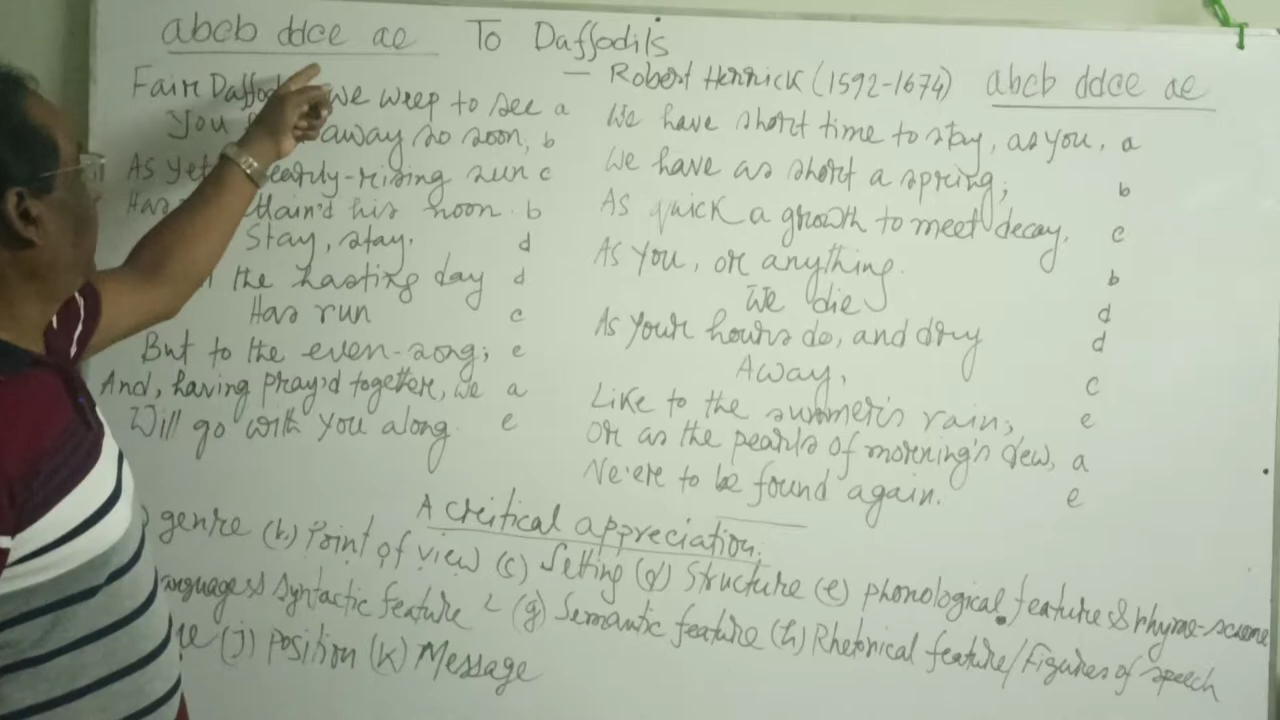 abcb ddce ae To Daffodils
— Robert Herrick (1592-1674) abcb ddce ae
Fair Daffod we weep to see a
You away so soon, b
As yet early-rising sun c
Has ttain'd his noon. b
Stay, stay. d
the hasting day d
Has run c
But to the even-song; e
And, having pray'd together, we a
Will go with you along. e
We have short time to stay, as you, a
We have as short a spring; b
As quick a growth to meet decay, c
As you, or anything. b
We die d
As your hours do, and dry d
Away, c
Like to the summer's rain, e
Or as the pearls of morning's dew, a
Ne'ere to be found again. e
A critical appreciation.
) genre (b.) Point of view (c) Setting (d) Structure (e) phonological feature & Rhyme-scheme
anguage & Syntactic feature (g) Semantic feature (h) Rhetorical feature/Figures of speech
(j) Position (k) Message